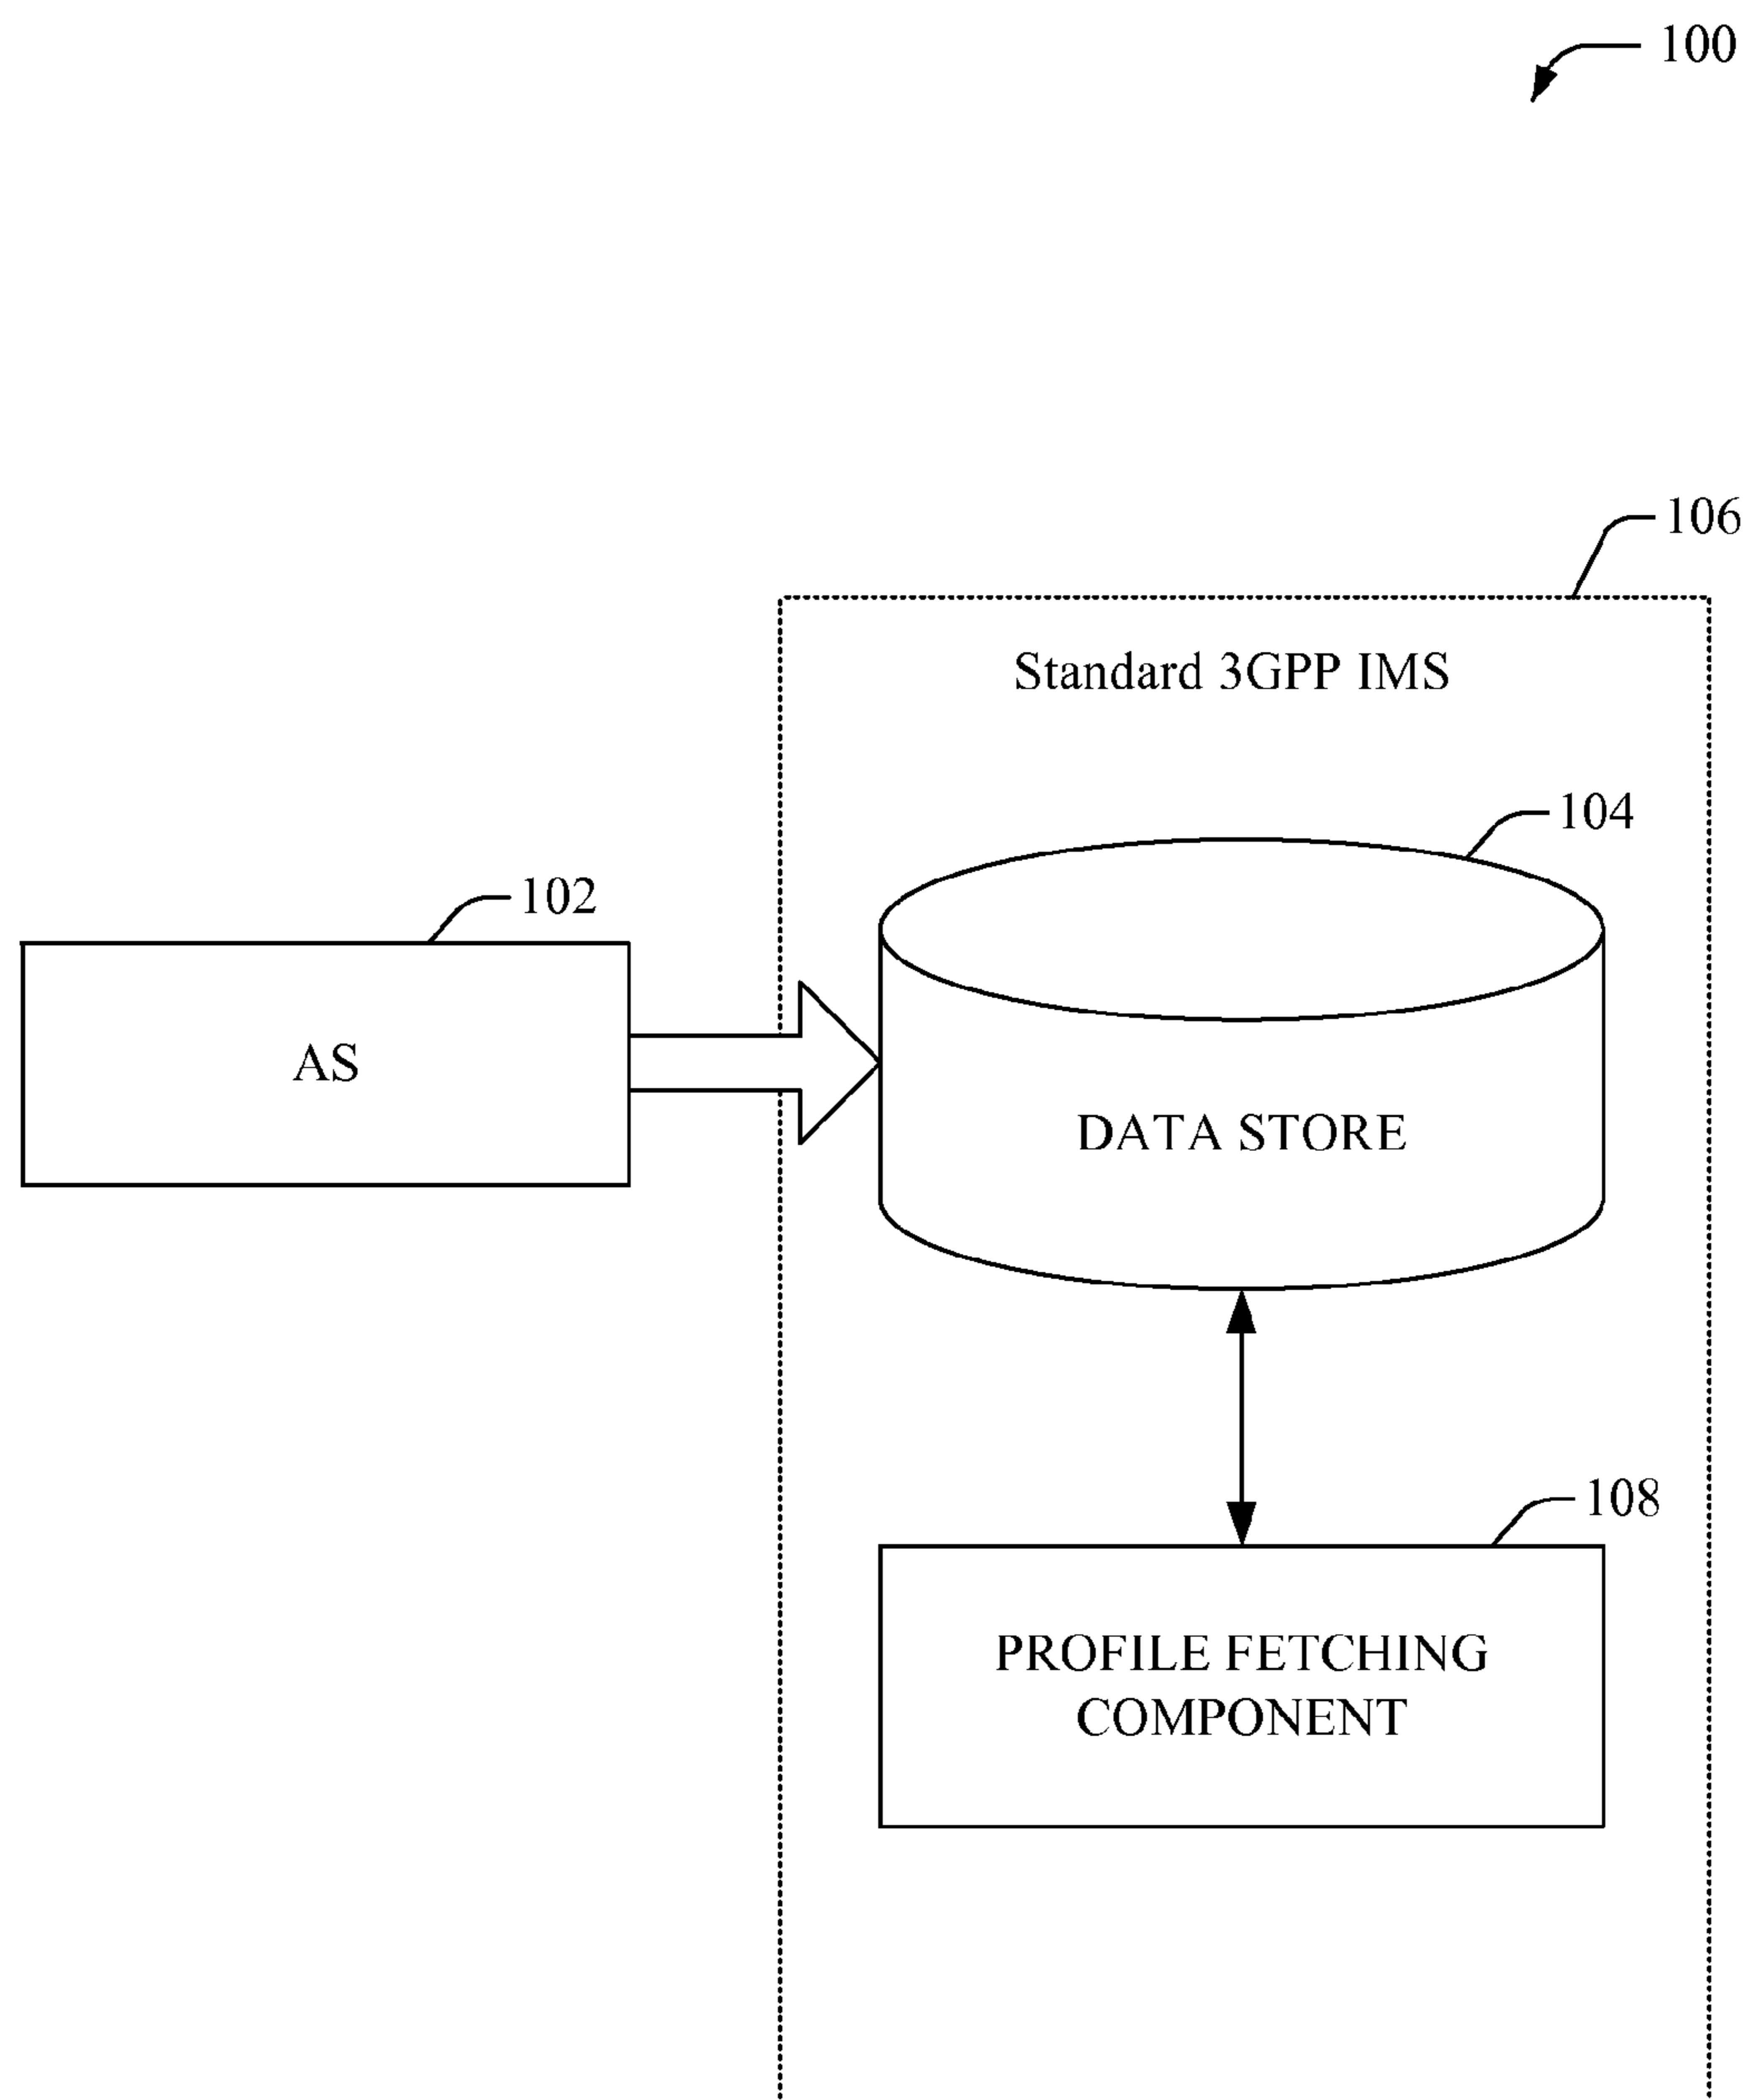 100
106
Standard 3GPP IMS
104
102
AS
DATA STORE
108
PROFILE FETCHING
COMPONENT